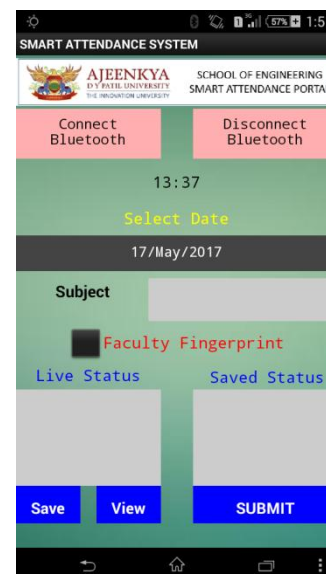 57% 1:5
SMART ATTENDANCE SYSTEM
AJEENKYA
D Y PATIL UNIVERSITY
THE INNOVATION UNIVERSITY
SCHOOL OF ENGINEERING
SMART ATTENDANCE PORTA
Connect
Bluetooth
Disconnect
Bluetooth
13:37
Select Date
17/May/2017
Subject
Faculty Fingerprint
Live Status
Saved Status
Save
View
SUBMIT